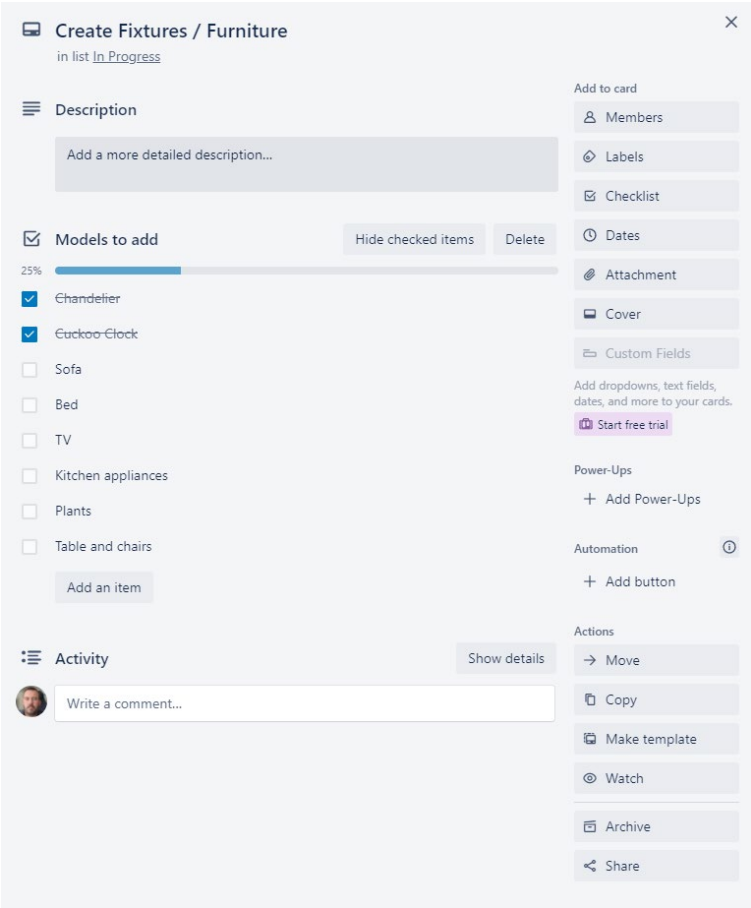 Create Fixtures / Furniture
in list In Progress
Description
Add a more detailed description...
Models to add
Hide checked items
Delete
25%
Chandelier
Cuckoo Clock
Sofa
Bed
TV
Kitchen appliances
Plants
Table and chairs
Add an item
Activity
Show details
Write a comment...
Add to card
Members
Labels
Checklist
Dates
Attachment
Cover
Custom Fields
Add dropdowns, text fields,
dates, and more to your cards.
Start free trial
Power-Ups
+ Add Power-Ups
Automation
+ Add button
Actions
Move
Copy
Make template
Watch
Archive
Share